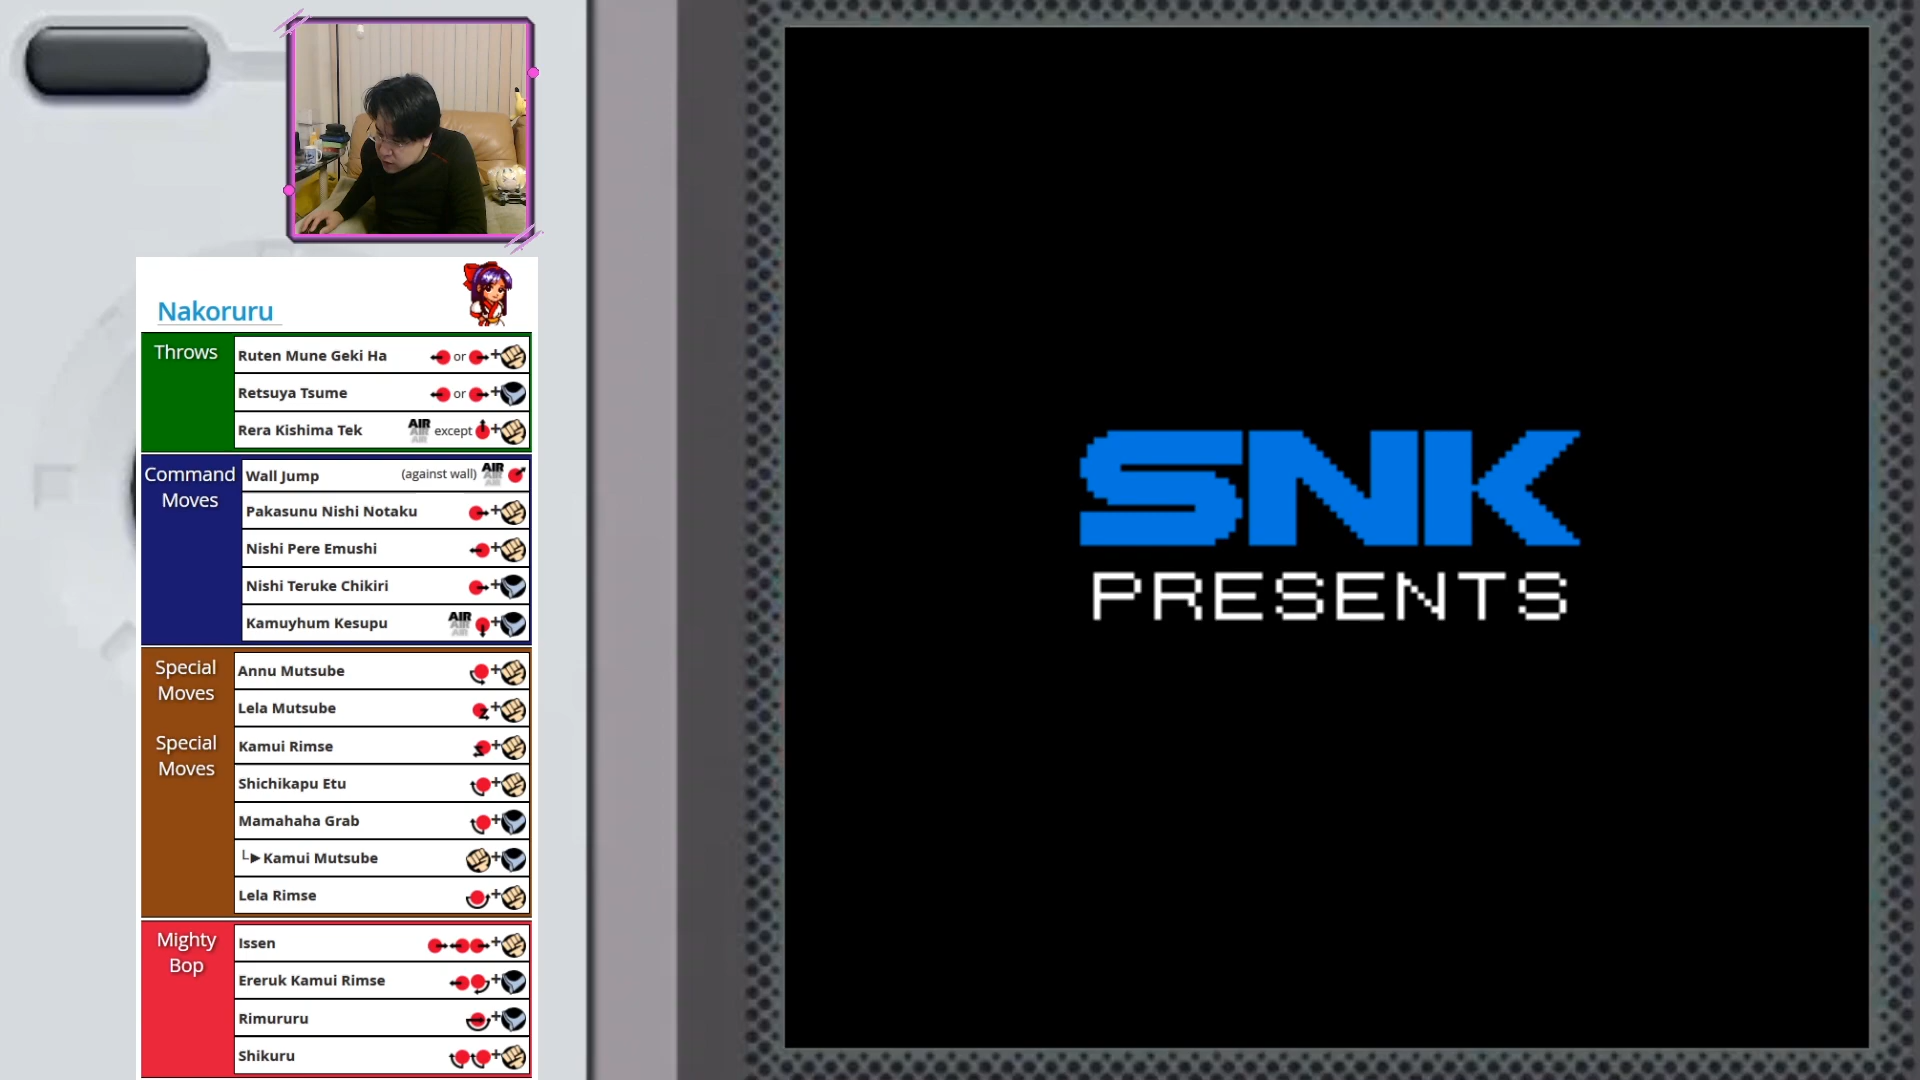 Nakoruru
Throws
Ruten Mune Geki Ha or +
Retsuya Tsume or +
Rera Kishima Tek AIR except +
Command Moves
Wall Jump (against wall) AIR
Pakasunu Nishi Notaku +
Nishi Pere Emushi +
Nishi Teruke Chikiri +
Kamuyhum Kesupu AIR +
Special Moves
Annu Mutsube +
Lela Mutsube +
Special Moves
Kamui Rimse +
Shichikapu Etu +
Mamahaha Grab +
└►Kamui Mutsube +
Lela Rimse +
Mighty Bop
Issen +
Ereruk Kamui Rimse +
Rimururu +
Shikuru +
SNK
PRESENTS